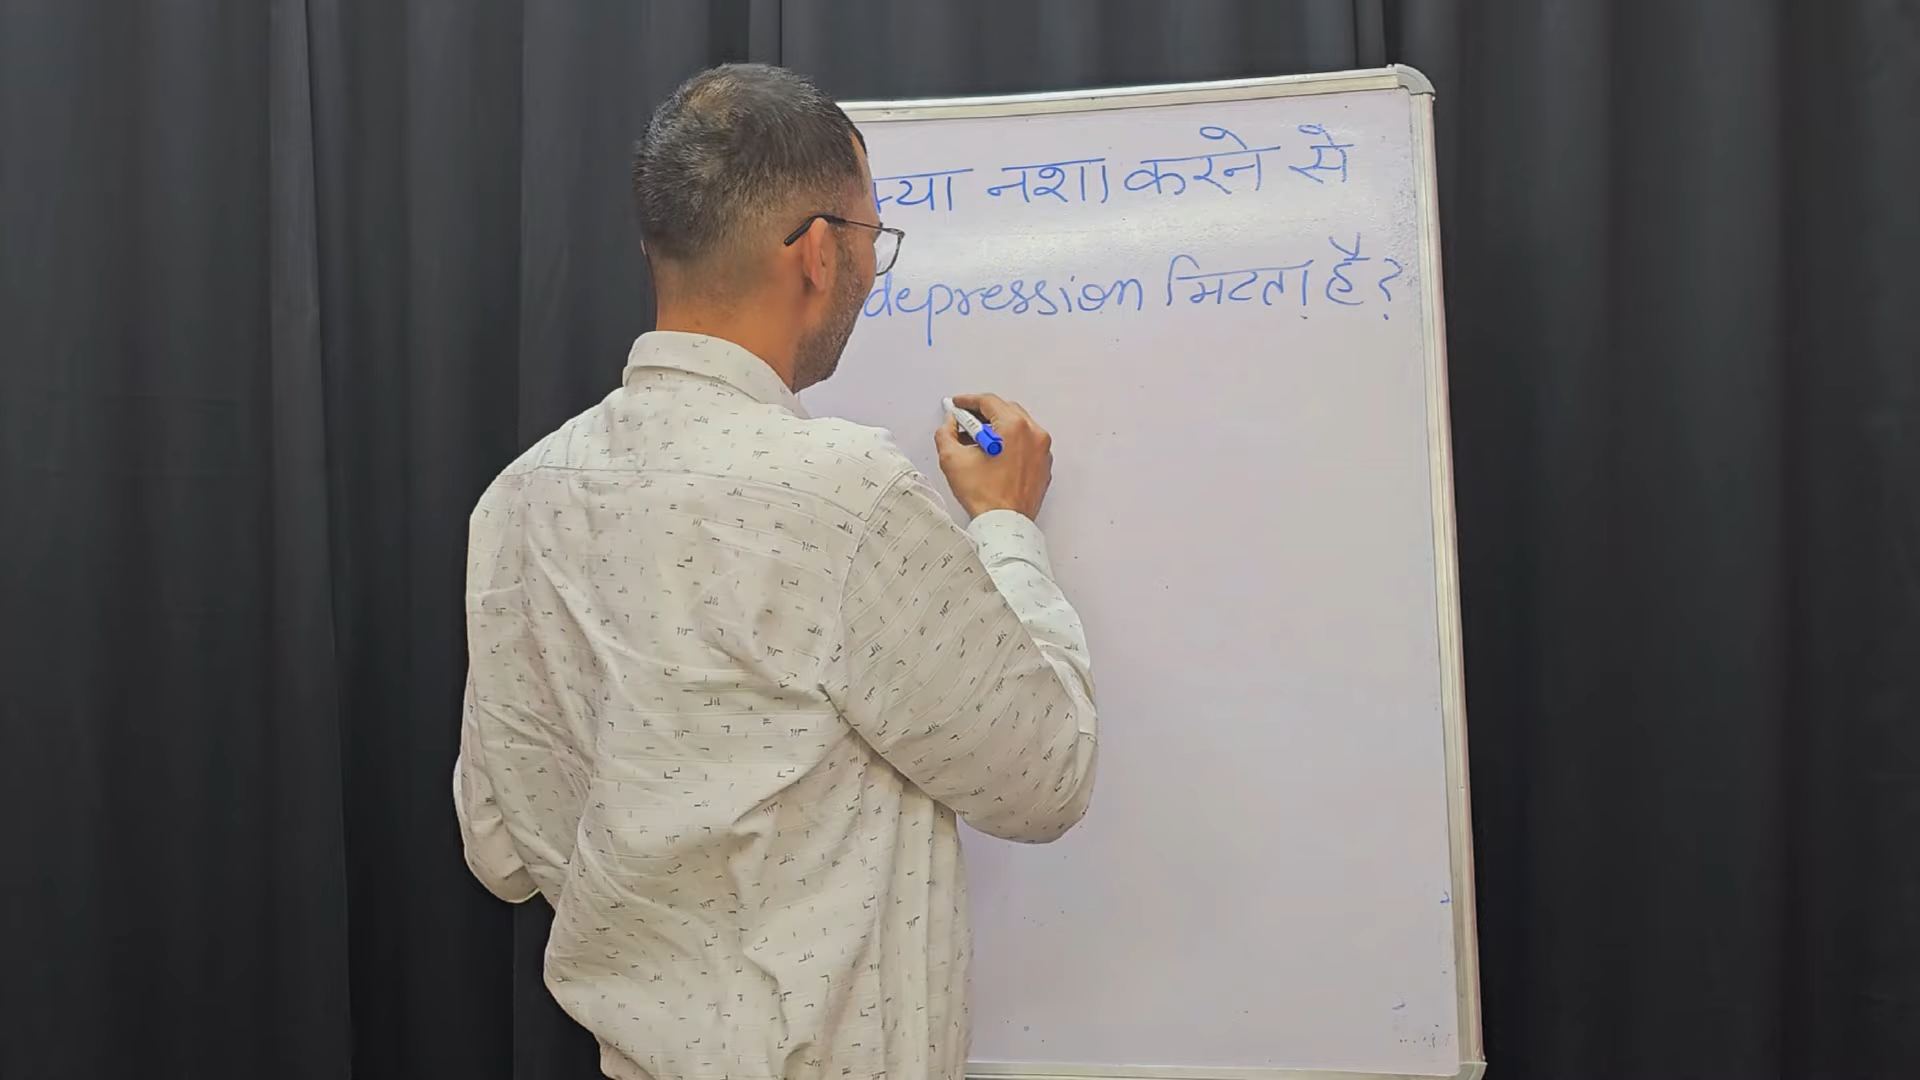 क्या नशा करने से
depression मिटता है?